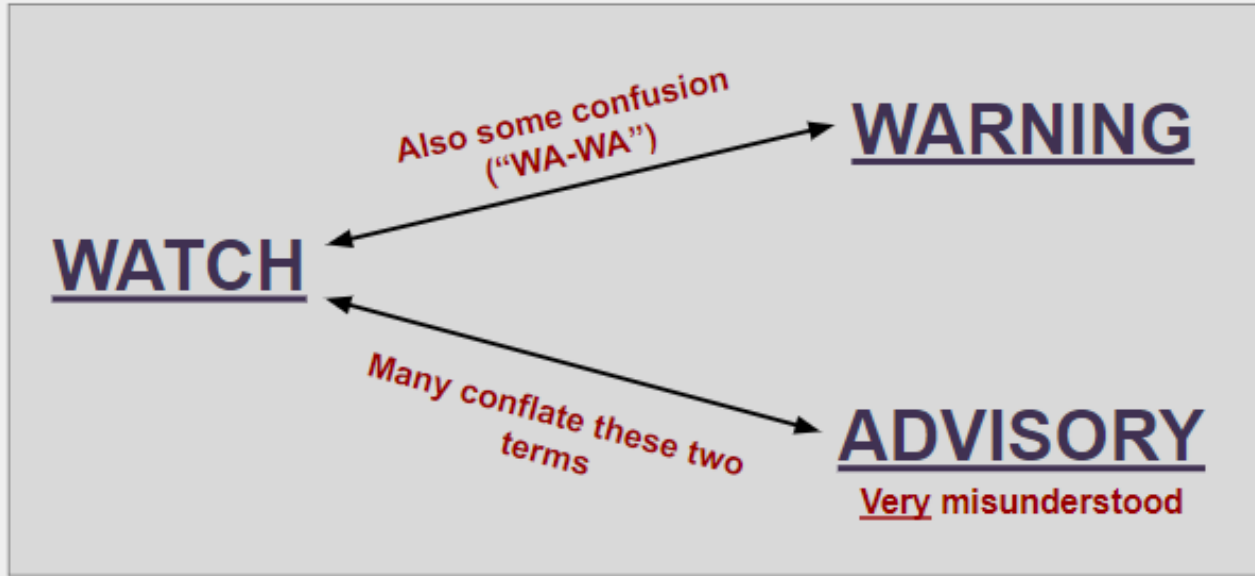 Also some confusion
(“WA-WA”)
WARNING
WATCH
Many conflate these two
terms
ADVISORY
Very misunderstood